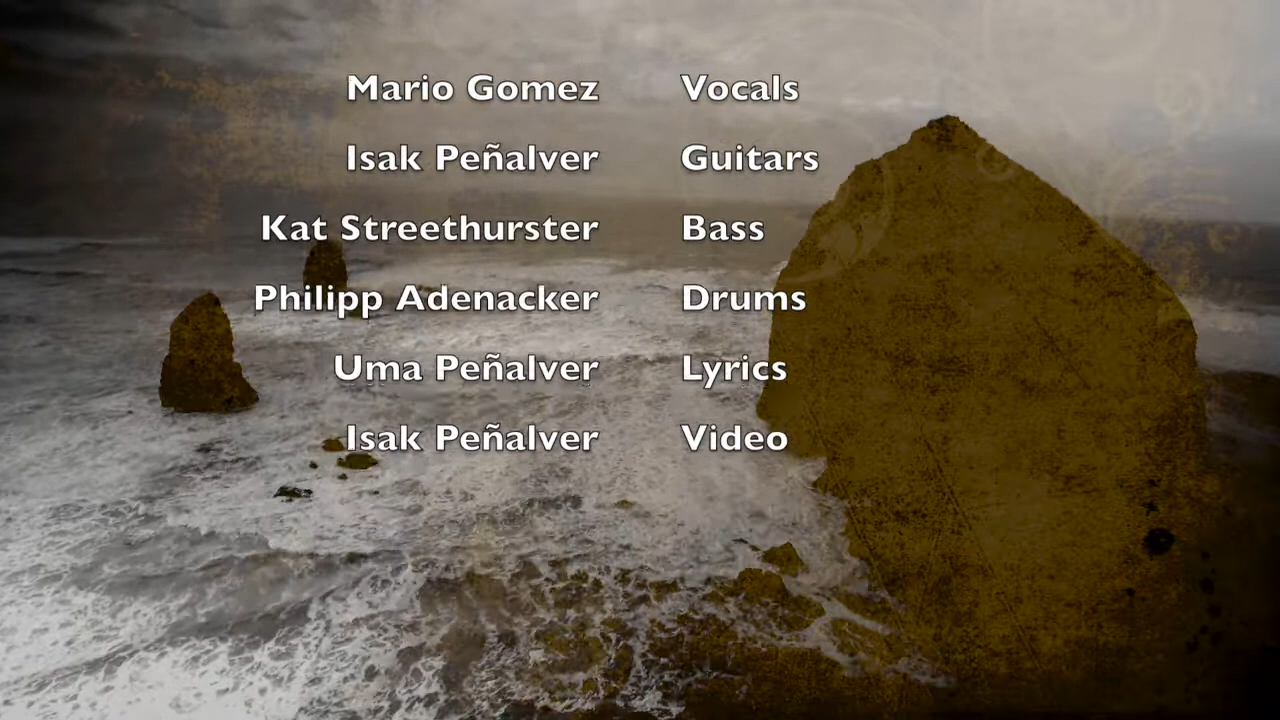 Mario Gomez Vocals
Isak Peñalver Guitars
Kat Streethurster Bass
Philipp Adenacker Drums
Uma Peñalver Lyrics
Isak Peñalver Video